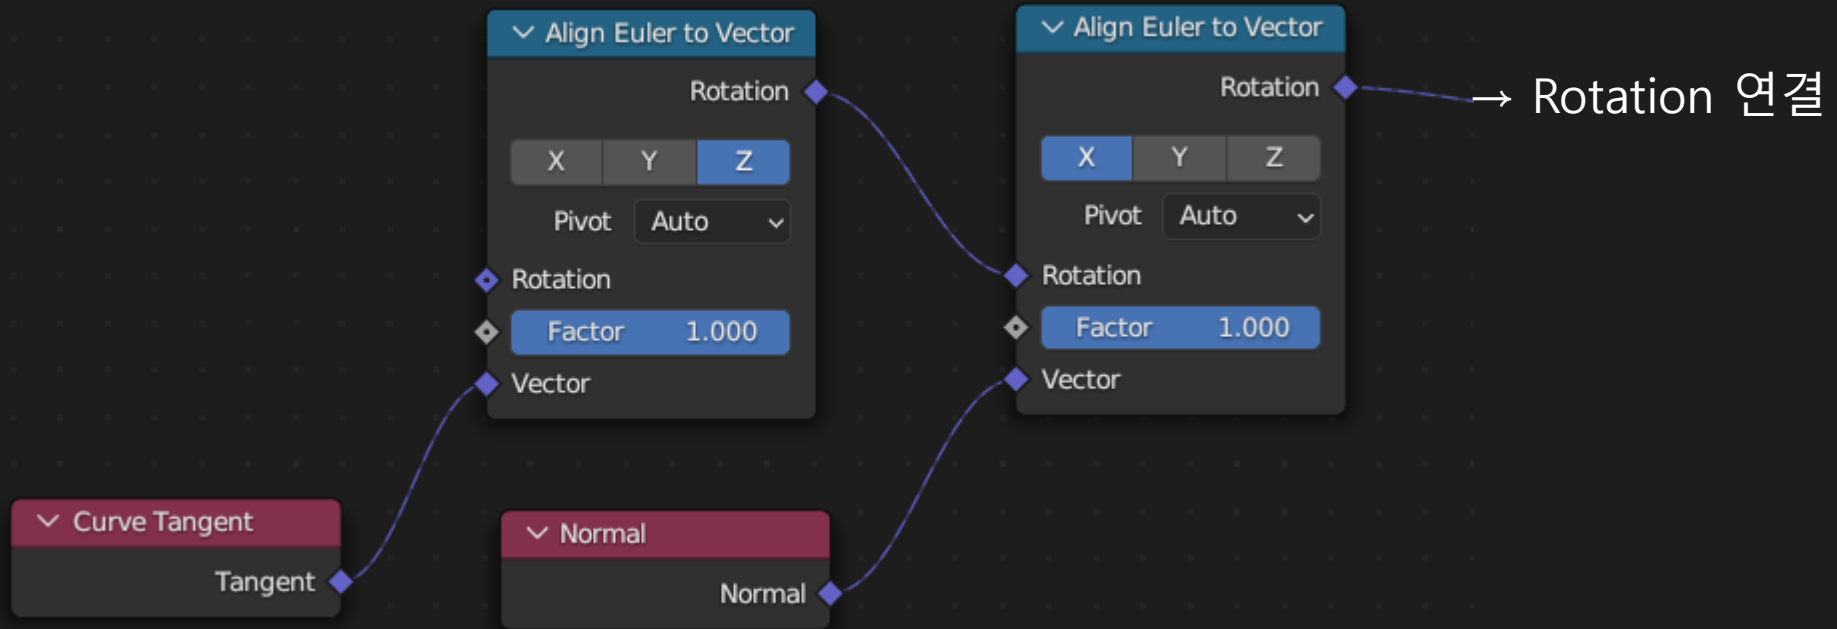 Align Euler to Vector
Rotation
X Y Z
Pivot Auto
Rotation
Factor 1.000
Vector
Align Euler to Vector
Rotation
X Y Z
Pivot Auto
Rotation
Factor 1.000
Vector
→ Rotation 연결
Curve Tangent
Tangent
Normal
Normal